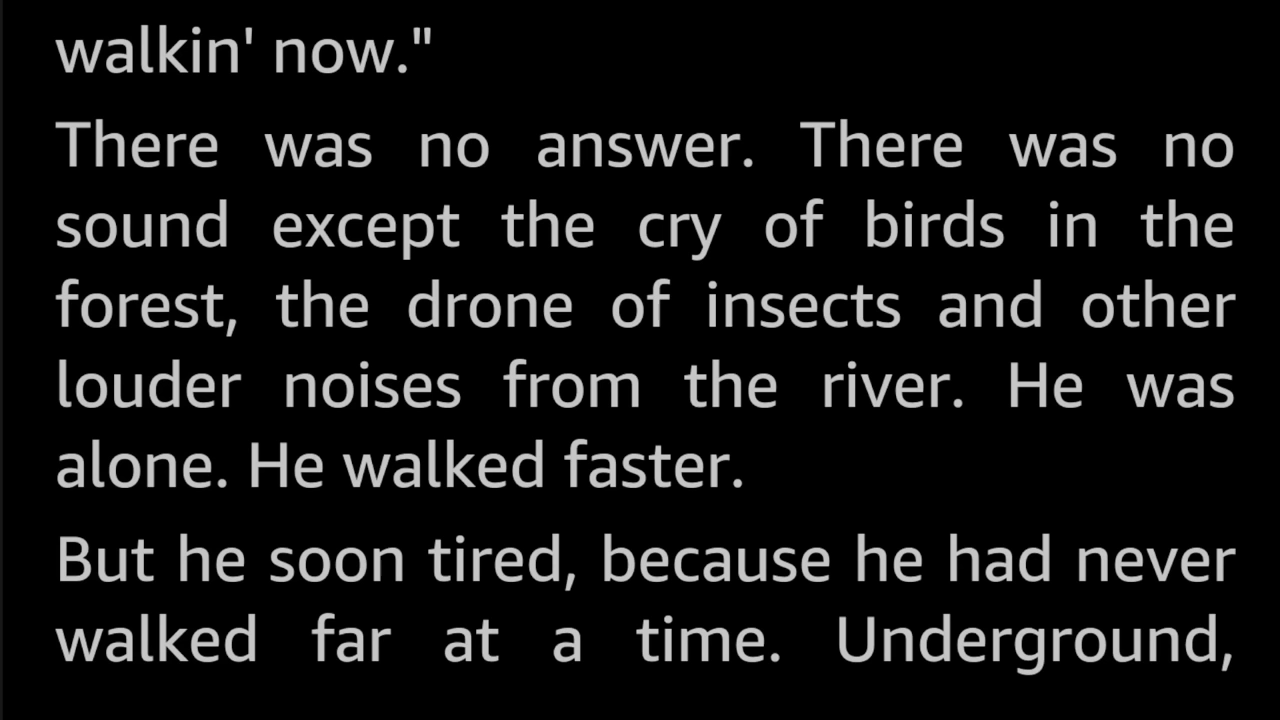 walkin' now."
There was no answer. There was no
sound except the cry of birds in the
forest, the drone of insects and other
louder noises from the river. He was
alone. He walked faster.
But he soon tired, because he had never
walked far at a time. Underground,